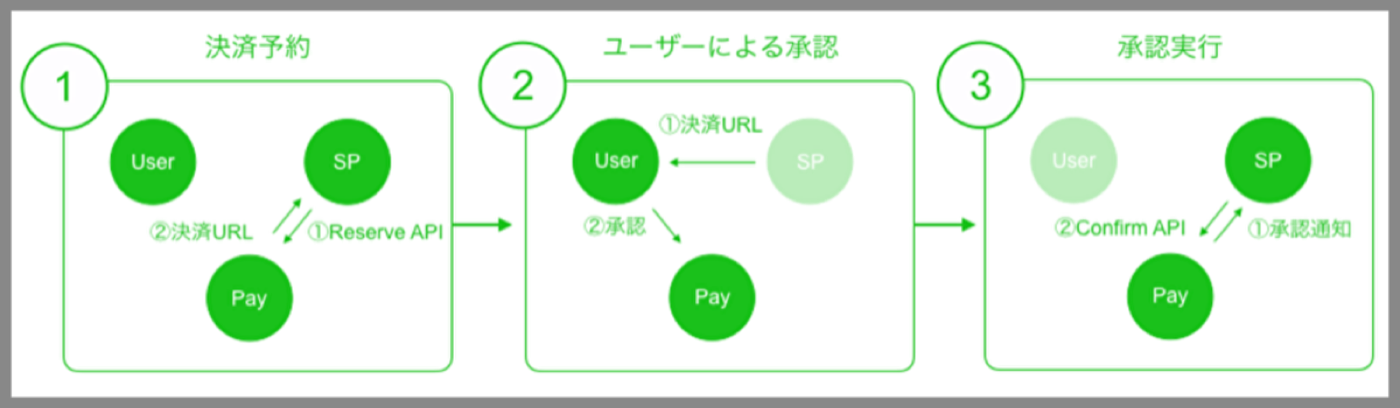 決済予約
1
User
SP
②決済URL
①Reserve API
Pay
ユーザーによる承認
2
①決済URL
User
SP
②承認
Pay
承認実行
3
User
SP
②Confirm API
①承認通知
Pay